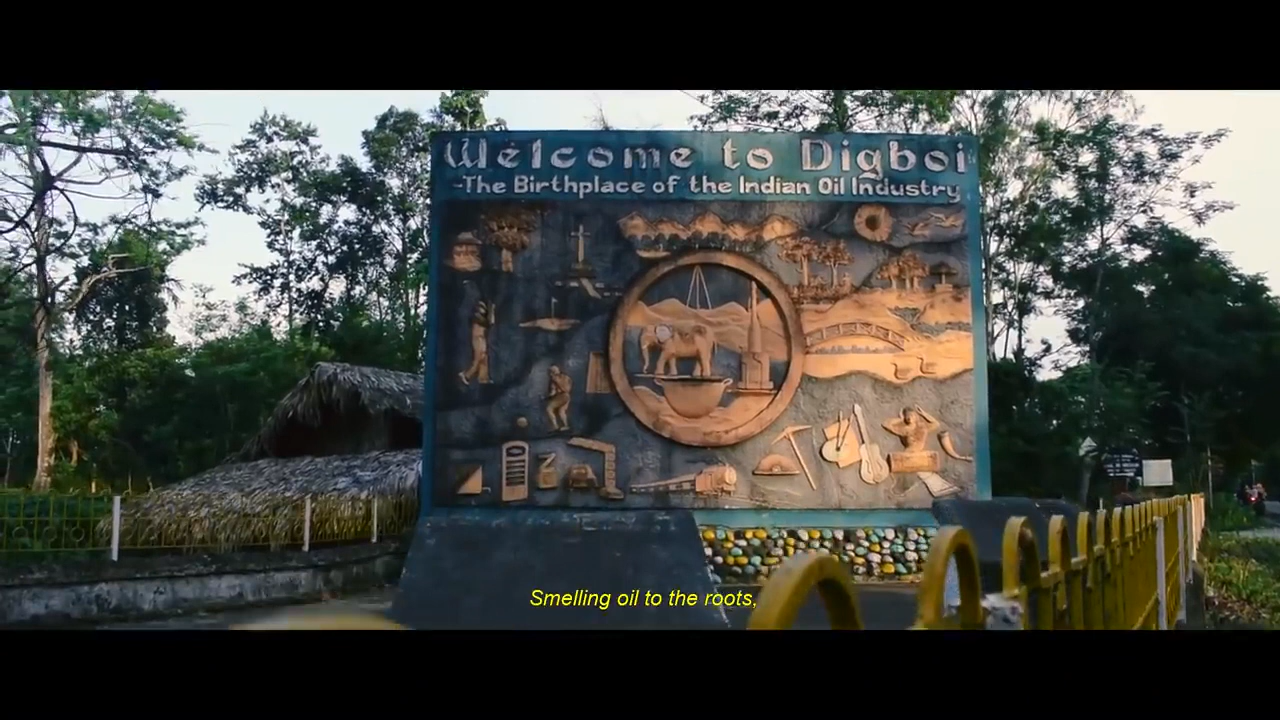 Welcome to Digboi
-The Birthplace of the Indian Oil Industry
Smelling oil to the roots,